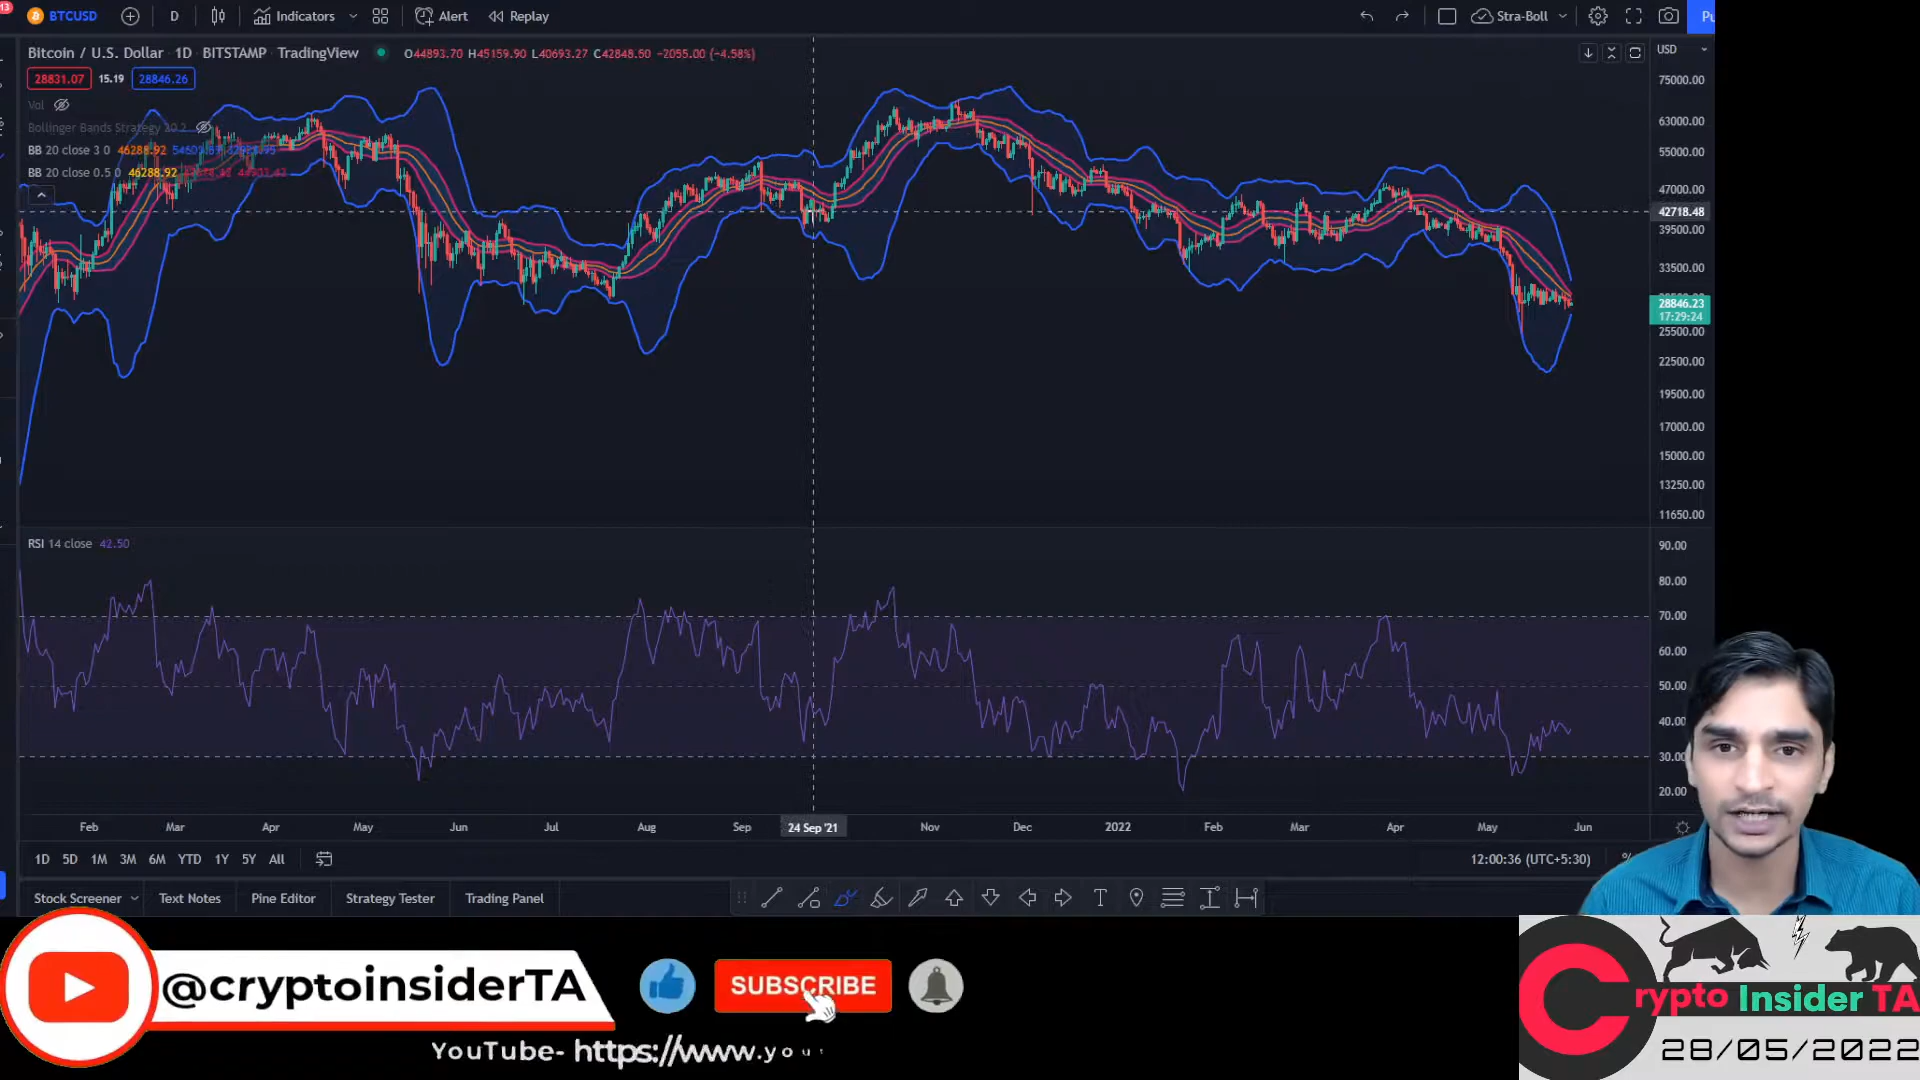 13
BTCUSD
D
Indicators
Alert
Replay
Stra-Boll
Pu
Bitcoin / U.S. Dollar · 1D · BITSTAMP · TradingView
O44893.70 H45159.90 L40693.27 C42848.50 −2055.00 (−4.58%)
USD
28831.07 15.19 28846.26
Vol
Bollinger Bands Strategy 20 2
BB 20 close 3 0 46288.92
BB 20 close 0.5 0 46288.92
75000.00
63000.00
55000.00
47000.00
42718.48
39500.00
33500.00
28846.23
17:29:24
25500.00
22500.00
19500.00
17000.00
15000.00
13250.00
11650.00
RSI 14 close 42.50
90.00
80.00
70.00
60.00
50.00
40.00
30.00
20.00
Feb Mar Apr May Jun Jul Aug Sep 24 Sep '21 Nov Dec 2022 Feb Mar Apr May Jun
1D 5D 1M 3M 6M YTD 1Y 5Y All
12:00:36 (UTC+5:30)
%
Stock Screener Text Notes Pine Editor Strategy Tester Trading Panel
@cryptoinsiderTA
SUBSCRIBE
YouTube- https://www.you
Crypto Insider TA
28/05/2022